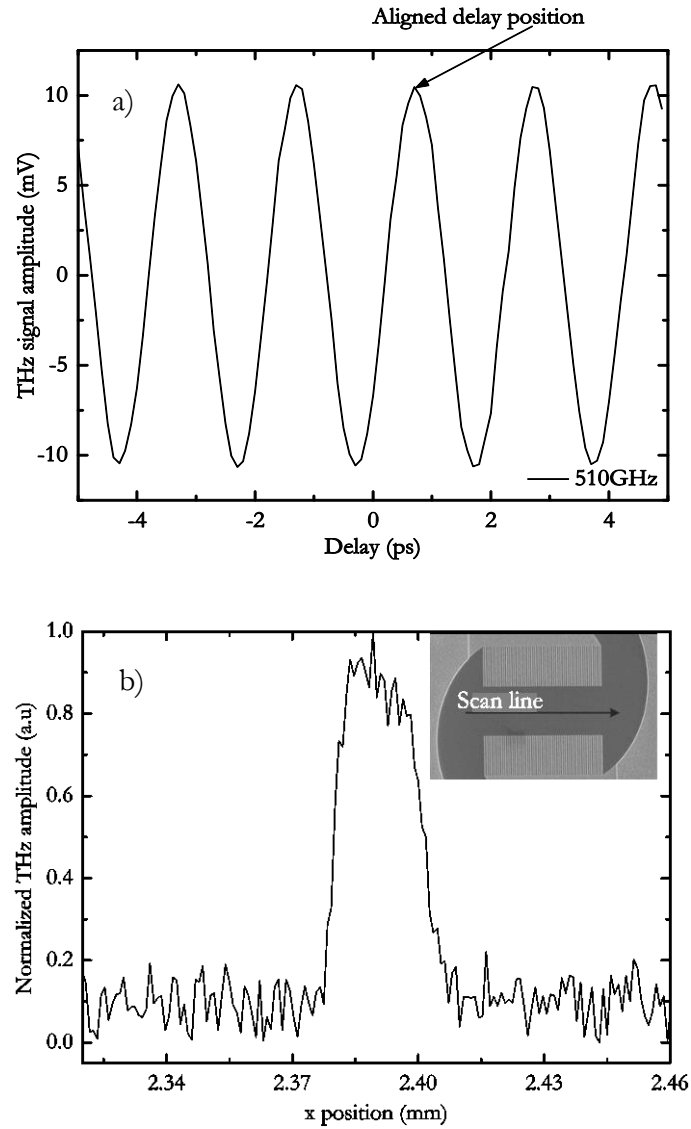 Aligned delay position
a)
10
5
0
-5
-10
THz signal amplitude (mV)
510GHz
-4 -2 0 2 4
Delay (ps)
b)
1.0
0.8
0.6
0.4
0.2
0.0
Normalized THz amplitude (a.u)
Scan line
2.34 2.37 2.40 2.43 2.46
x position (mm)